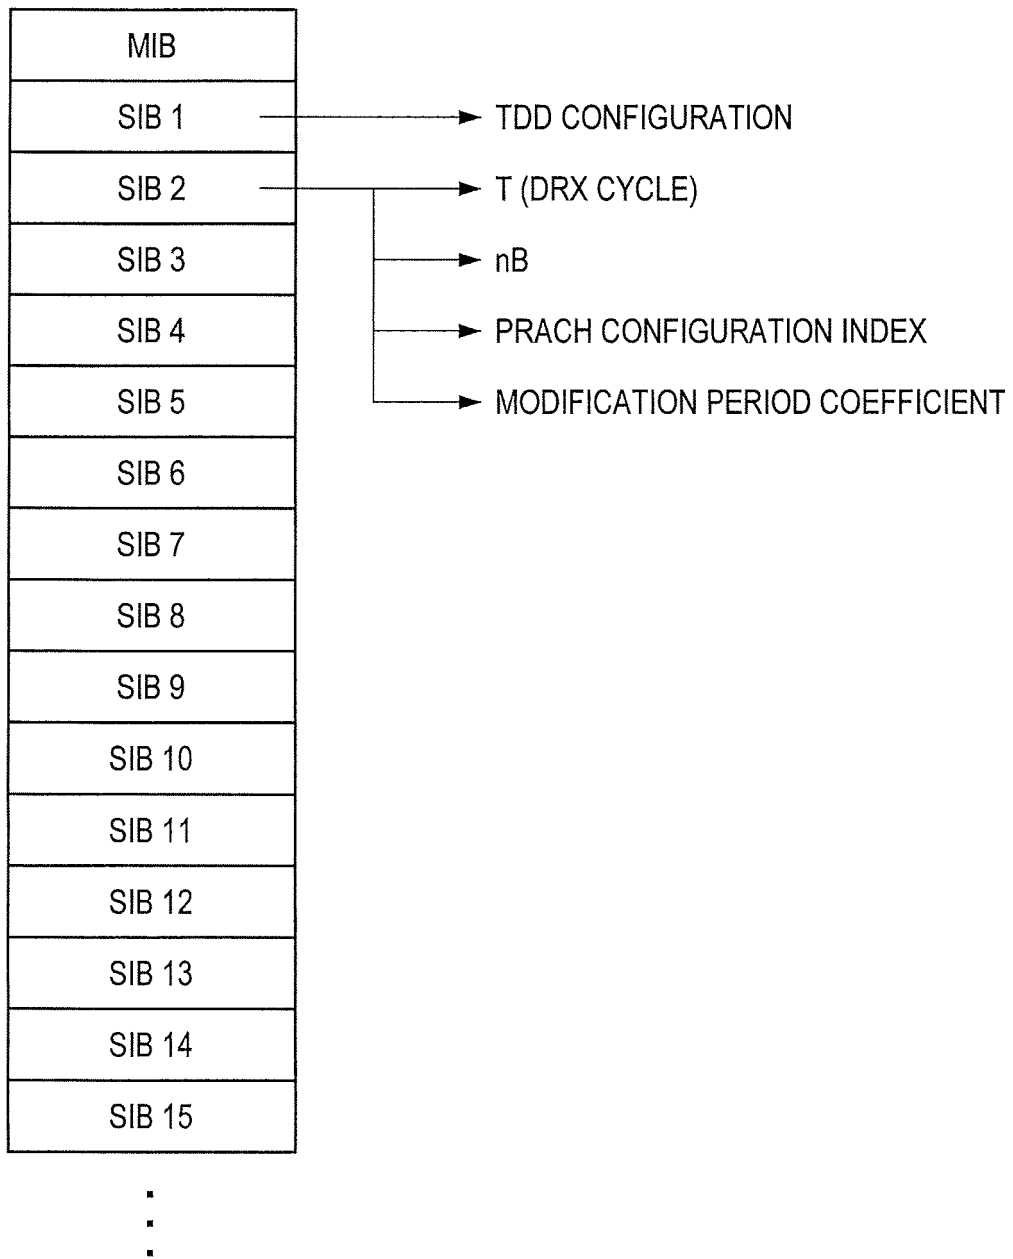 MIB
SIB 1
TDD CONFIGURATION
SIB 2
T (DRX CYCLE)
SIB 3
nB
SIB 4
PRACH CONFIGURATION INDEX
SIB 5
MODIFICATION PERIOD COEFFICIENT
SIB 6
SIB 7
SIB 8
SIB 9
SIB 10
SIB 11
SIB 12
SIB 13
SIB 14
SIB 15